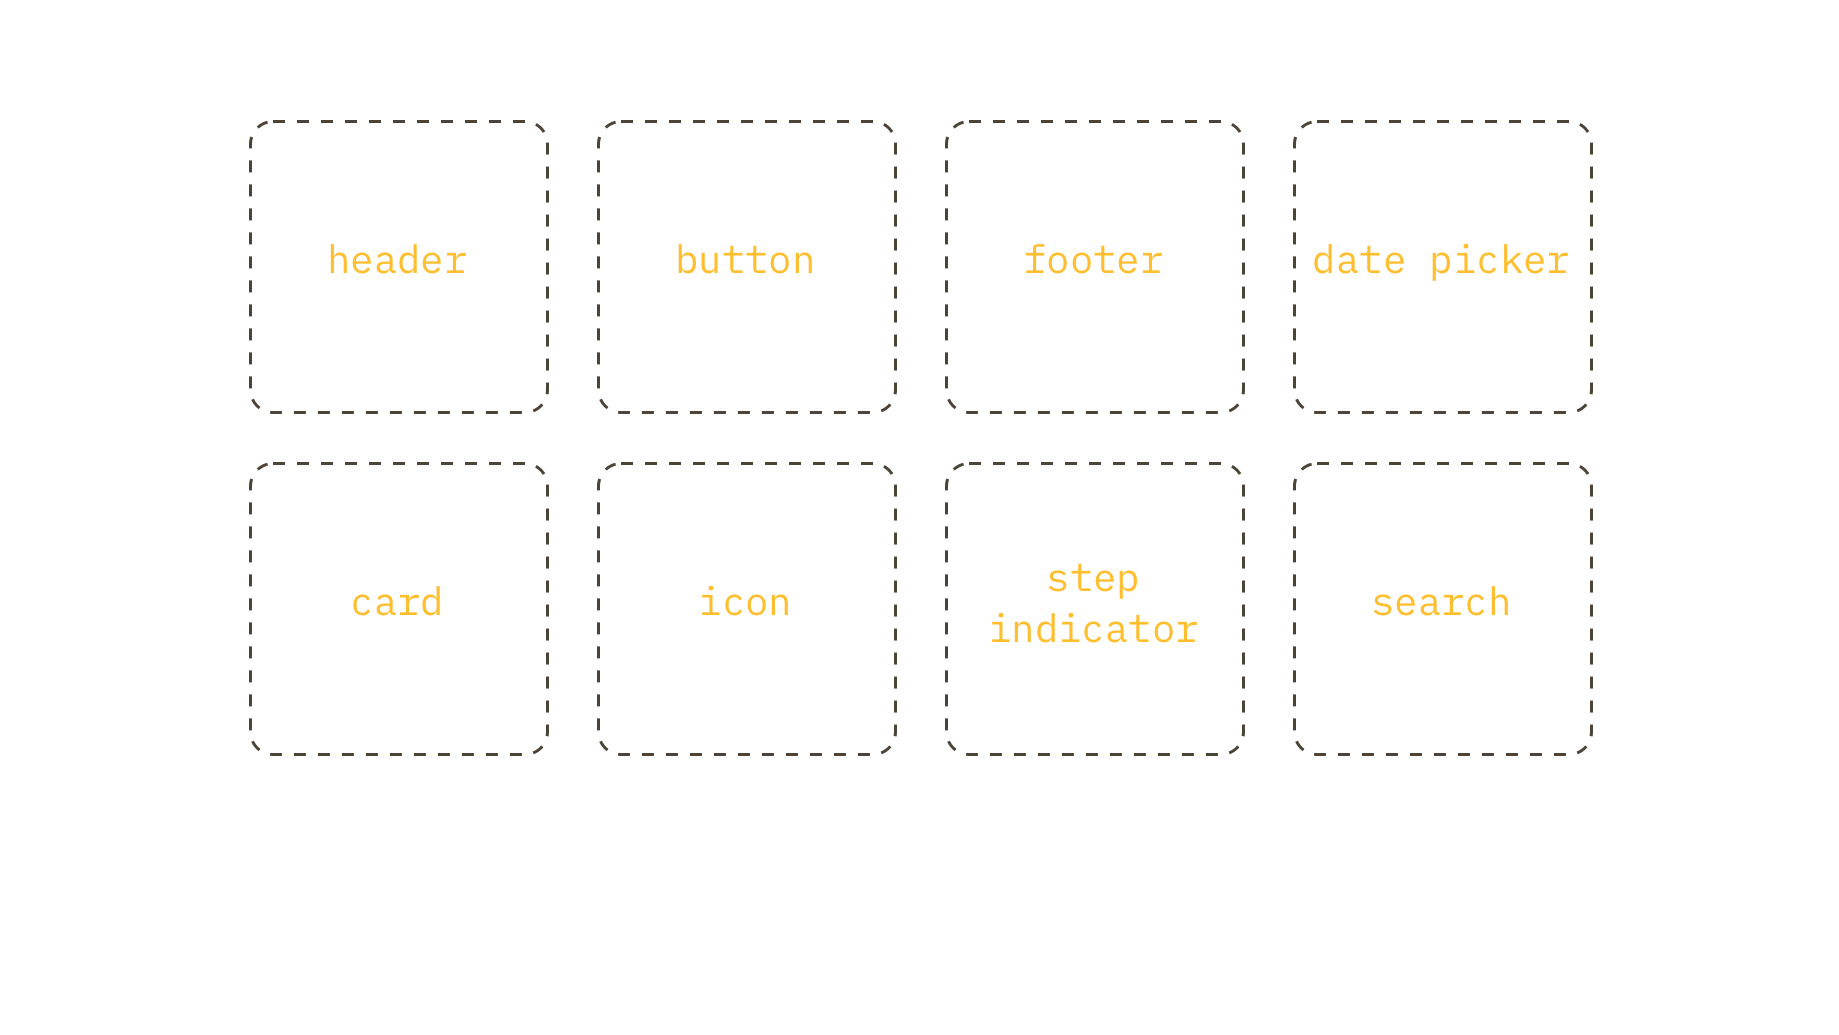 header
button
footer
date picker
card
icon
step
indicator
search